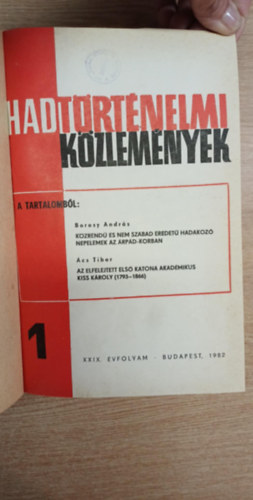 HADTÖRTÉNELMI
KÖZLEMÉNYEK
A TARTALOMBÓL:
Borosy András
KÖZRENDŰ ÉS NEM SZABAD EREDETŰ HADAKOZÓ
NÉPELEMEK AZ ÁRPÁD-KORBAN
Ács Tibor
AZ ELFELEJTETT ELSŐ KATONA AKADÉMIKUS
KISS KÁROLY (1793–1866)
1
XXIX. ÉVFOLYAM · BUDAPEST, 1982